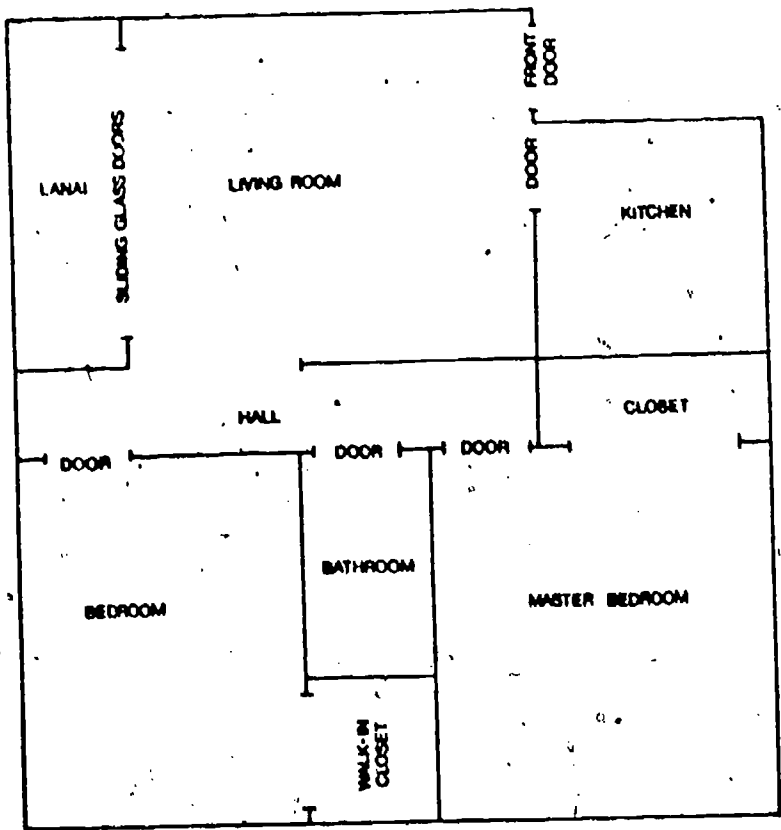 FRONT
DOOR
SLIDING GLASS DOORS
DOOR
LANAI
LIVING ROOM
KITCHEN
CLOSET
HALL
DOOR
DOOR
DOOR
BATHROOM
BEDROOM
MASTER BEDROOM
WALK-IN
CLOSET